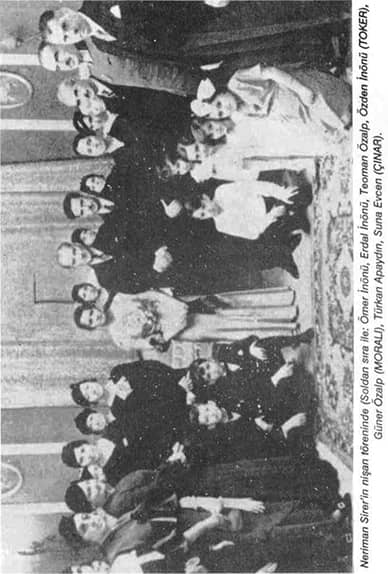 Neriman Sirer'in nişan töreninde (Soldan sıra ile: Ömer İnönü, Erdal İnönü, Teoman Özalp, Özden İnönü (TOKER),
Güner Özalp (MORALI), Türkan Apaydın, Suna Evcen (ÇINAR).